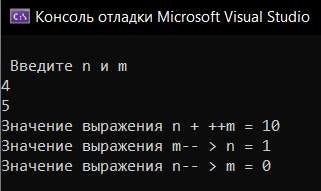 C:\ Консоль отладки Microsoft Visual Studio
Введите n и m
4
5
Значение выражения n + ++m = 10
Значение выражения m-- > n = 1
Значение выражения n-- > m = 0